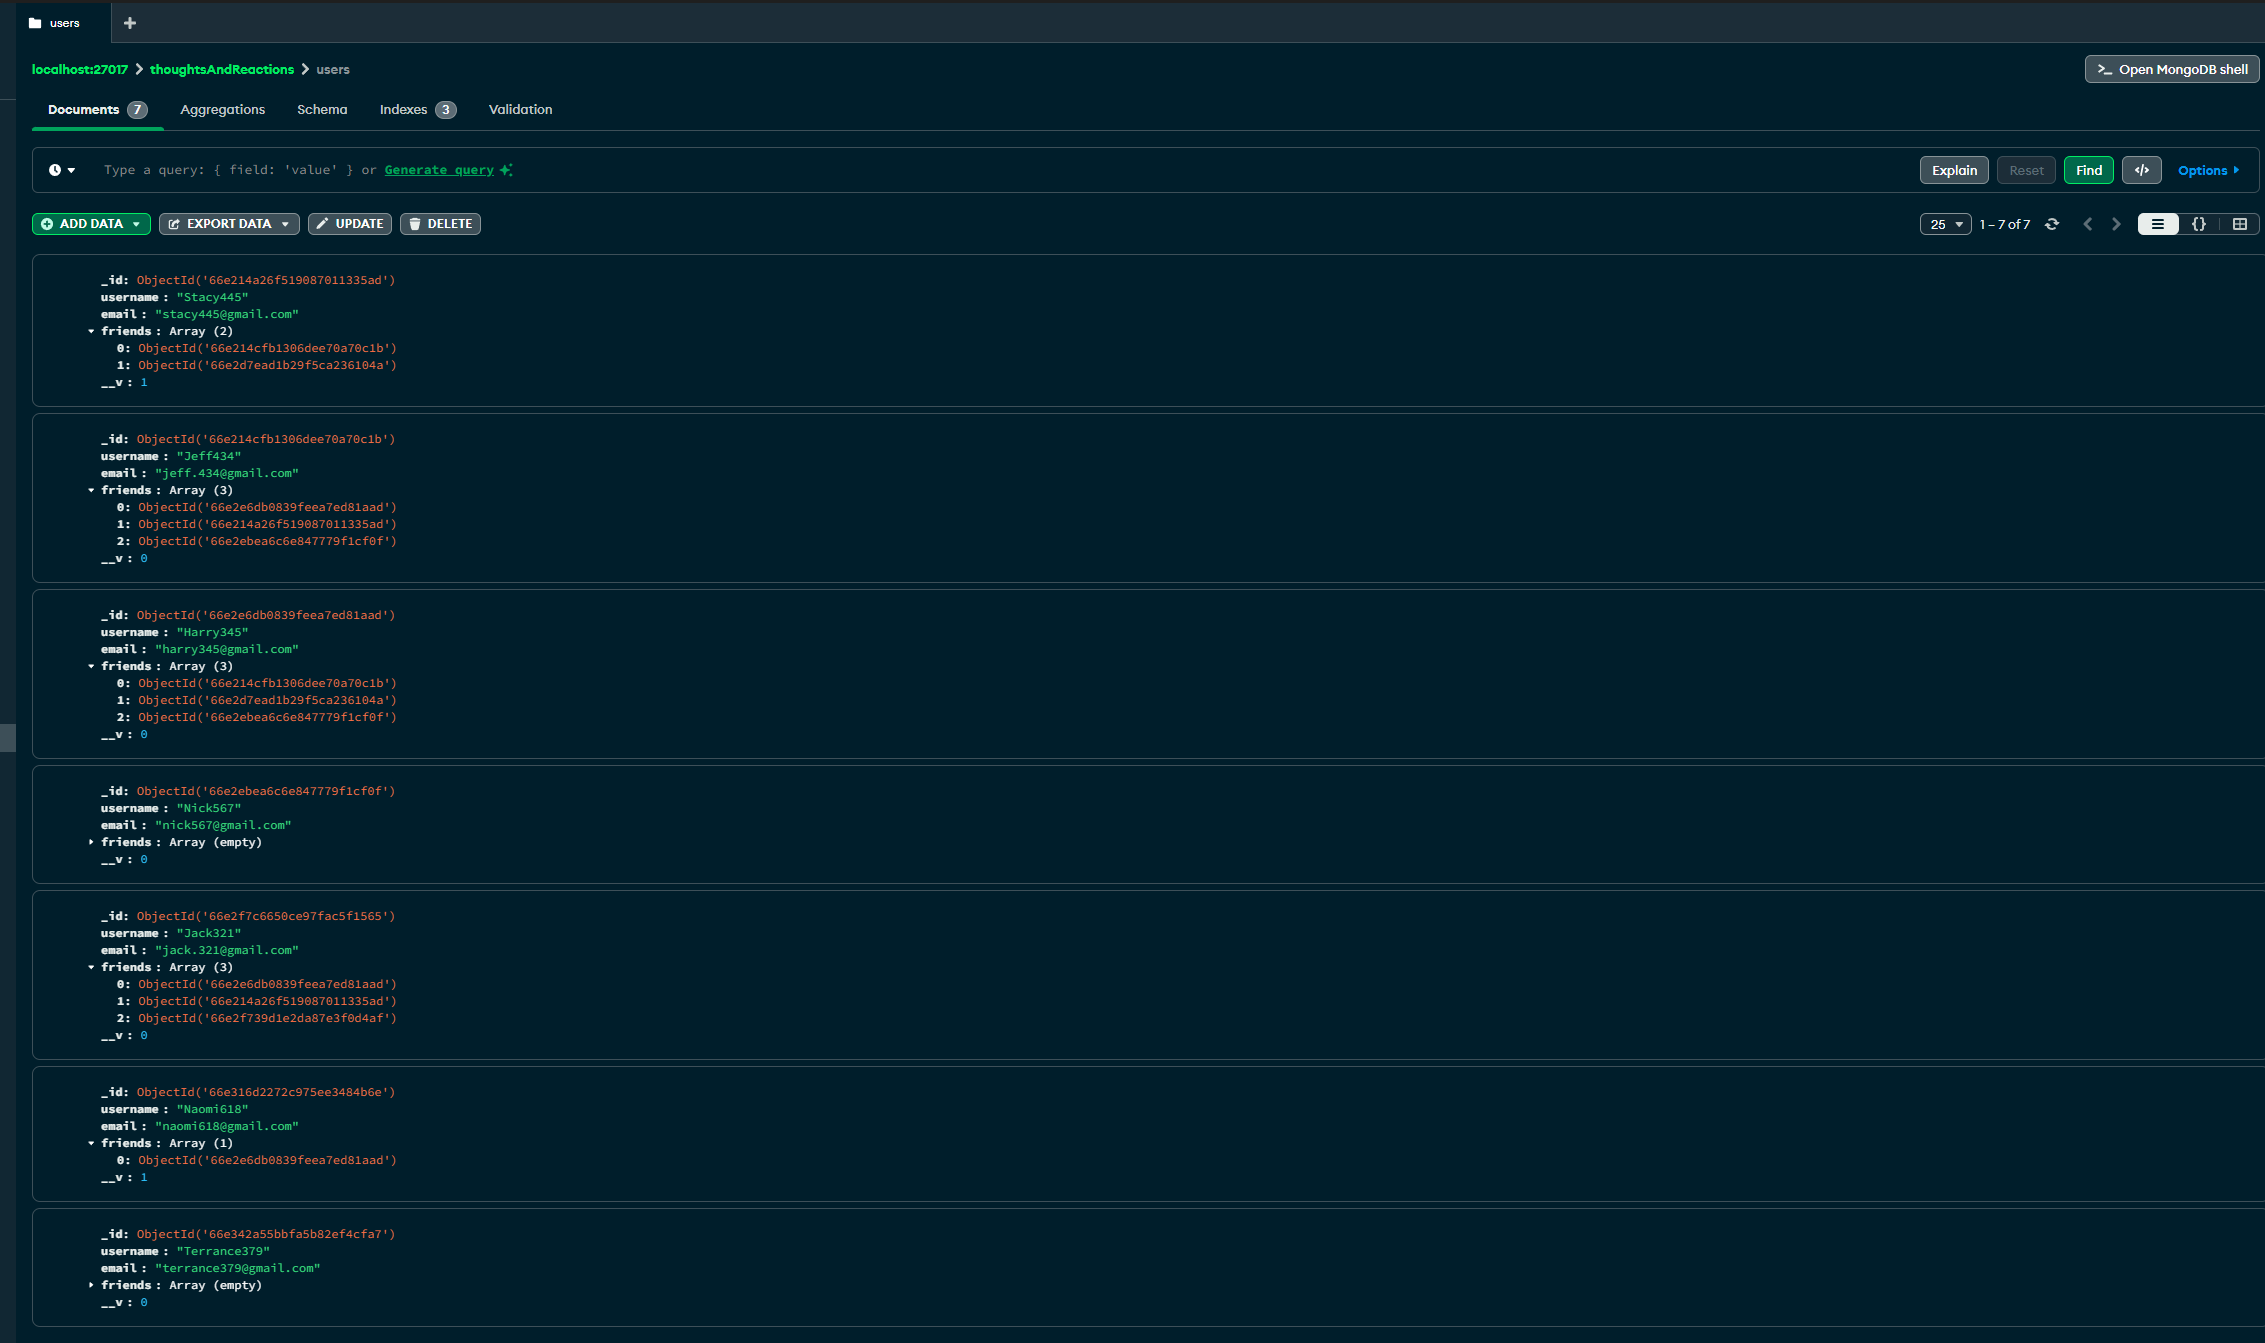 users
localhost:27017 thoughtsAndReactions users
Open MongoDB shell
Documents 7 Aggregations Schema Indexes 3 Validation
Type a query: { field: 'value' } or Generate query
Explain Reset Find </> Options
ADD DATA EXPORT DATA UPDATE DELETE
25 1 – 7 of 7 {}
_id: ObjectId('66e214a26f519087011335ad')
username : "Stacy445"
email : "stacy445@gmail.com"
friends : Array (2)
0: ObjectId('66e214cfb1306dee70a70c1b')
1: ObjectId('66e2d7ead1b29f5ca236104a')
__v : 1
_id: ObjectId('66e214cfb1306dee70a70c1b')
username : "Jeff434"
email : "jeff.434@gmail.com"
friends : Array (3)
0: ObjectId('66e2e6db0839feea7ed81aad')
1: ObjectId('66e214a26f519087011335ad')
2: ObjectId('66e2ebea6c6e847779f1cf0f')
__v : 0
_id: ObjectId('66e2e6db0839feea7ed81aad')
username : "Harry345"
email : "harry345@gmail.com"
friends : Array (3)
0: ObjectId('66e214cfb1306dee70a70c1b')
1: ObjectId('66e2d7ead1b29f5ca236104a')
2: ObjectId('66e2ebea6c6e847779f1cf0f')
__v : 0
_id: ObjectId('66e2ebea6c6e847779f1cf0f')
username : "Nick567"
email : "nick567@gmail.com"
friends : Array (empty)
__v : 0
_id: ObjectId('66e2f7c6650ce97fac5f1565')
username : "Jack321"
email : "jack.321@gmail.com"
friends : Array (3)
0: ObjectId('66e2e6db0839feea7ed81aad')
1: ObjectId('66e214a26f519087011335ad')
2: ObjectId('66e2f739d1e2da87e3f0d4af')
__v : 0
_id: ObjectId('66e316d2272c975ee3484b6e')
username : "Naomi618"
email : "naomi618@gmail.com"
friends : Array (1)
0: ObjectId('66e2e6db0839feea7ed81aad')
__v : 1
_id: ObjectId('66e342a55bbfa5b82ef4cfa7')
username : "Terrance379"
email : "terrance379@gmail.com"
friends : Array (empty)
__v : 0